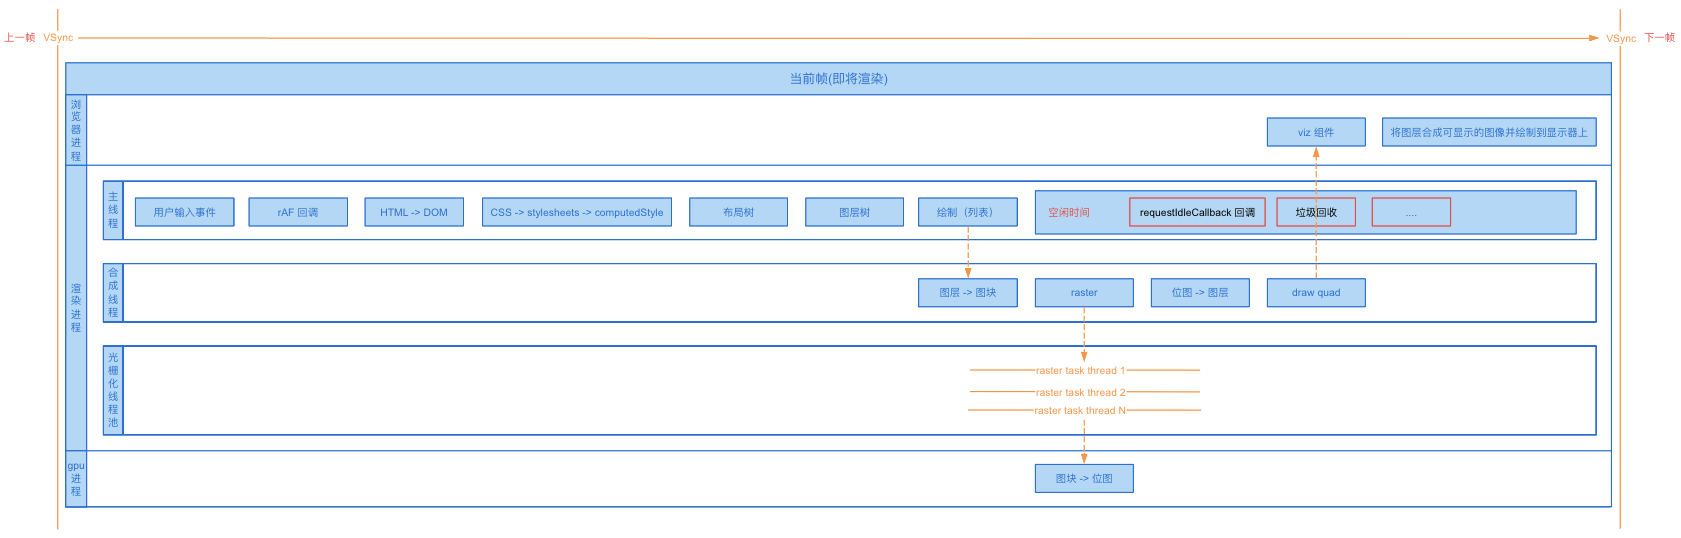 上一帧 VSync VSync 下一帧
当前帧(即将渲染)
浏览器进程
viz 组件
将图层合成可显示的图像并绘制到显示器上
渲染进程
主线程
用户输入事件
rAF 回调
HTML -> DOM
CSS -> stylesheets -> computedStyle
布局树
图层树
绘制（列表）
空闲时间
requestIdleCallback 回调
垃圾回收
....
合成线程
图层 -> 图块
raster
位图 -> 图层
draw quad
光栅化线程池
raster task thread 1
raster task thread 2
raster task thread N
gpu进程
图块 -> 位图